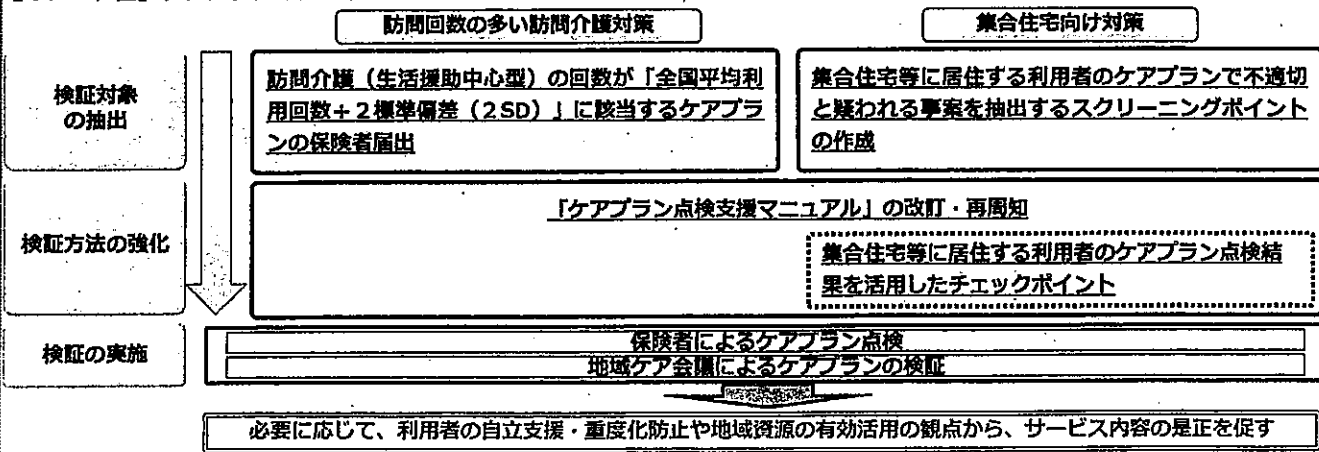 訪問回数の多い訪問介護対策
集合住宅向け対策
検証対象
の抽出
訪問介護（生活援助中心型）の回数が「全国平均利
用回数＋２標準偏差（２SD）」に該当するケアプラ
ンの保険者届出
集合住宅等に居住する利用者のケアプランで不適切
と疑われる事案を抽出するスクリーニングポイント
の作成
検証方法の強化
「ケアプラン点検支援マニュアル」の改訂・再周知
集合住宅等に居住する利用者のケアプラン点検結
果を活用したチェックポイント
検証の実施
保険者によるケアプラン点検
地域ケア会議によるケアプランの検証
必要に応じて、利用者の自立支援・重度化防止や地域資源の有効活用の観点から、サービス内容の是正を促す